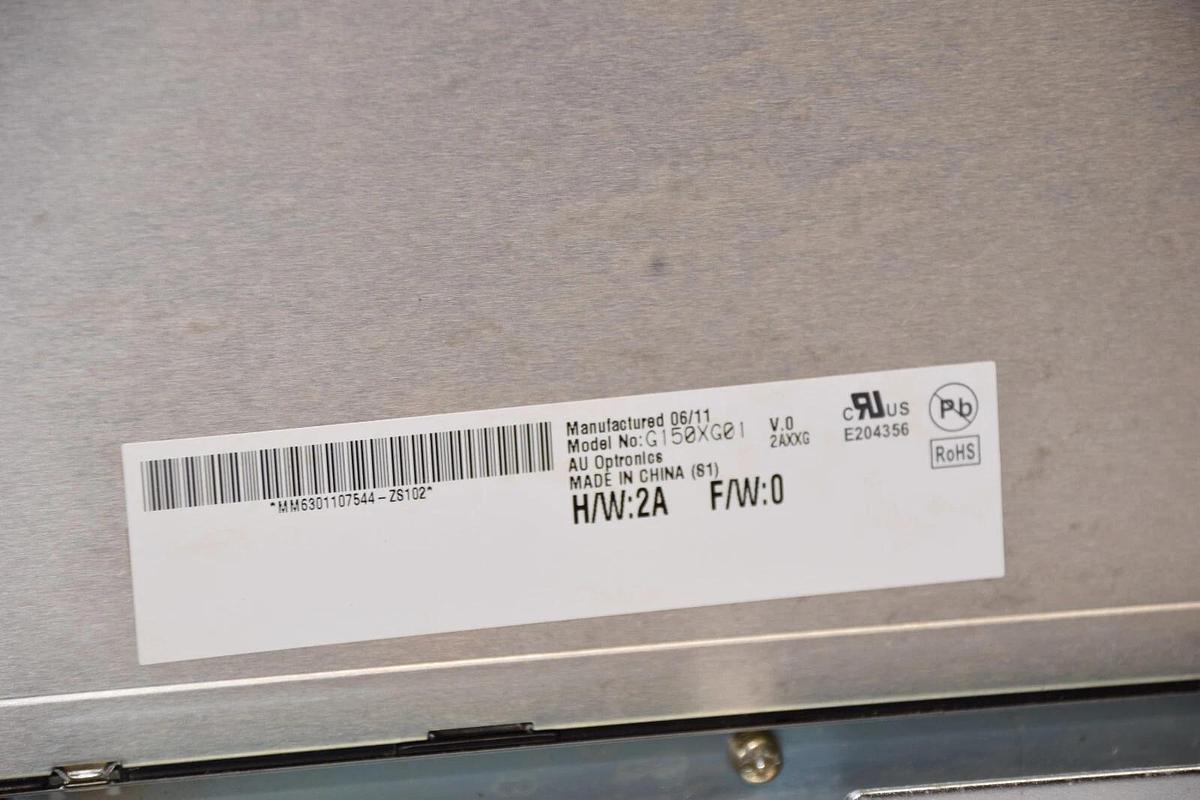 *MM6301107544-ZS102*
Manufactured 06/11
Model No:G150XG01 V.0
2AXXG
AU Optronics
MADE IN CHINA (S1)
H/W:2A F/W:0
C RU US
E204356
Pb
RoHS